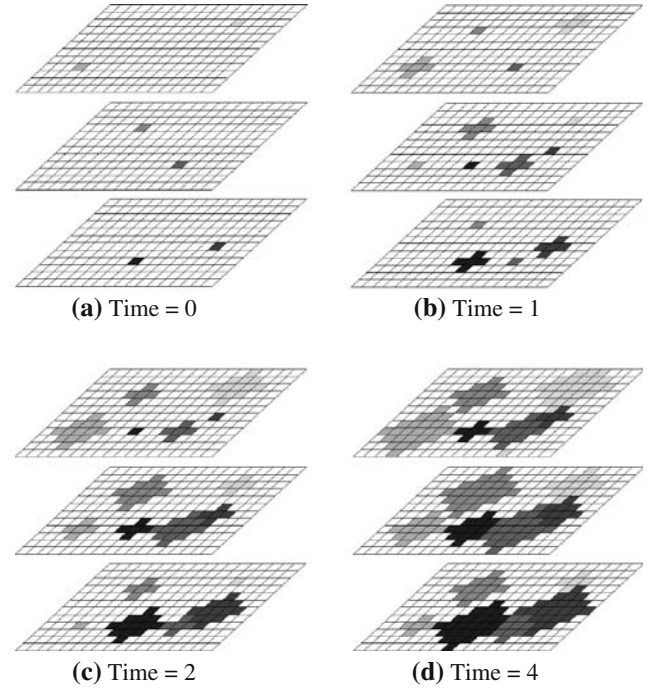 (a) Time = 0
(b) Time = 1
(c) Time = 2
(d) Time = 4